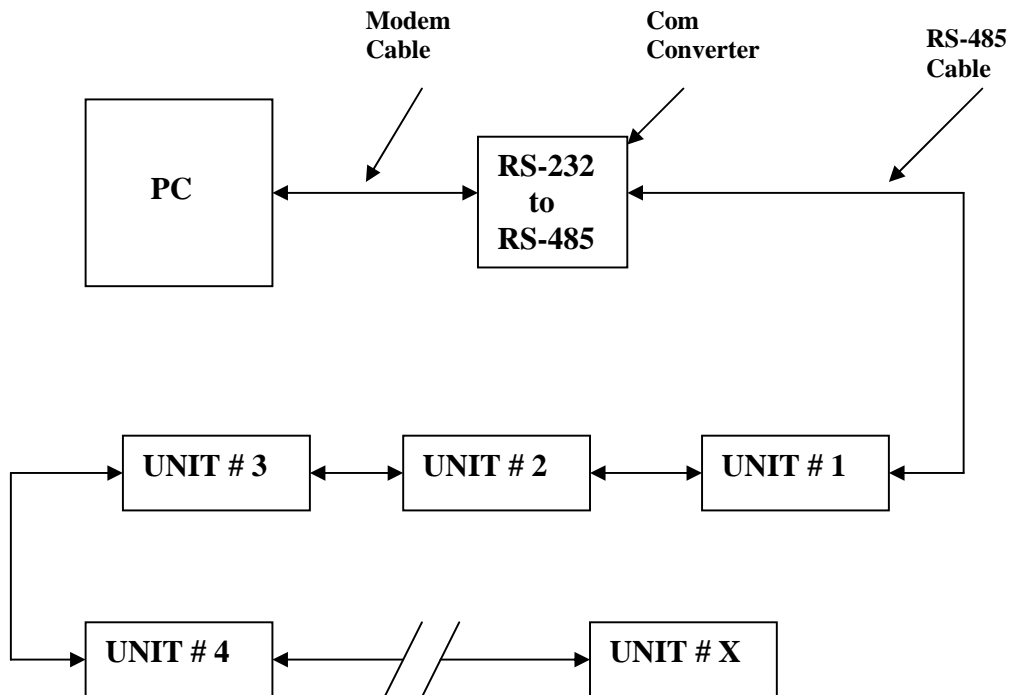 Modem
Cable
Com
Converter
RS-485
Cable
PC
RS-232
to
RS-485
UNIT # 3
UNIT # 2
UNIT # 1
UNIT # 4
UNIT # X